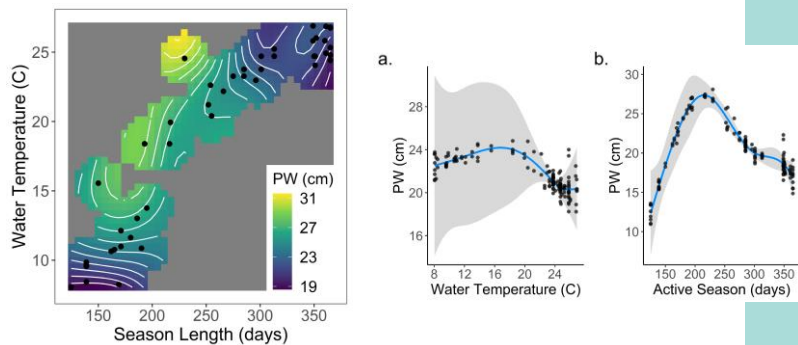 25
20
15
10
Water Temperature (C)
150 200 250 300 350
Season Length (days)
PW (cm)
31
27
23
19
a.
28
24
20
16
PW (cm)
8 12 16 20 24
Water Temperature (C)
b.
30
25
20
15
10
PW (cm)
150 200 250 300 350
Active Season (days)